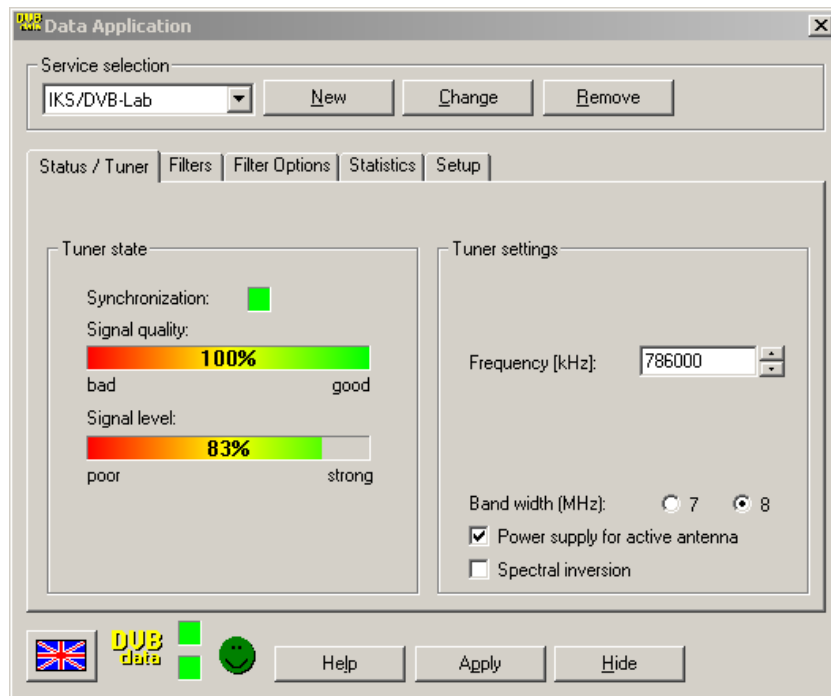 DVB data Data Application
Service selection
IKS/DVB-Lab New Change Remove
Status / Tuner Filters Filter Options Statistics Setup
Tuner state
Synchronization:
Signal quality:
100%
bad good
Signal level:
83%
poor strong
Tuner settings
Frequency [kHz]: 786000
Band width (MHz): 7 8
Power supply for active antenna
Spectral inversion
DVB
data
Help Apply Hide